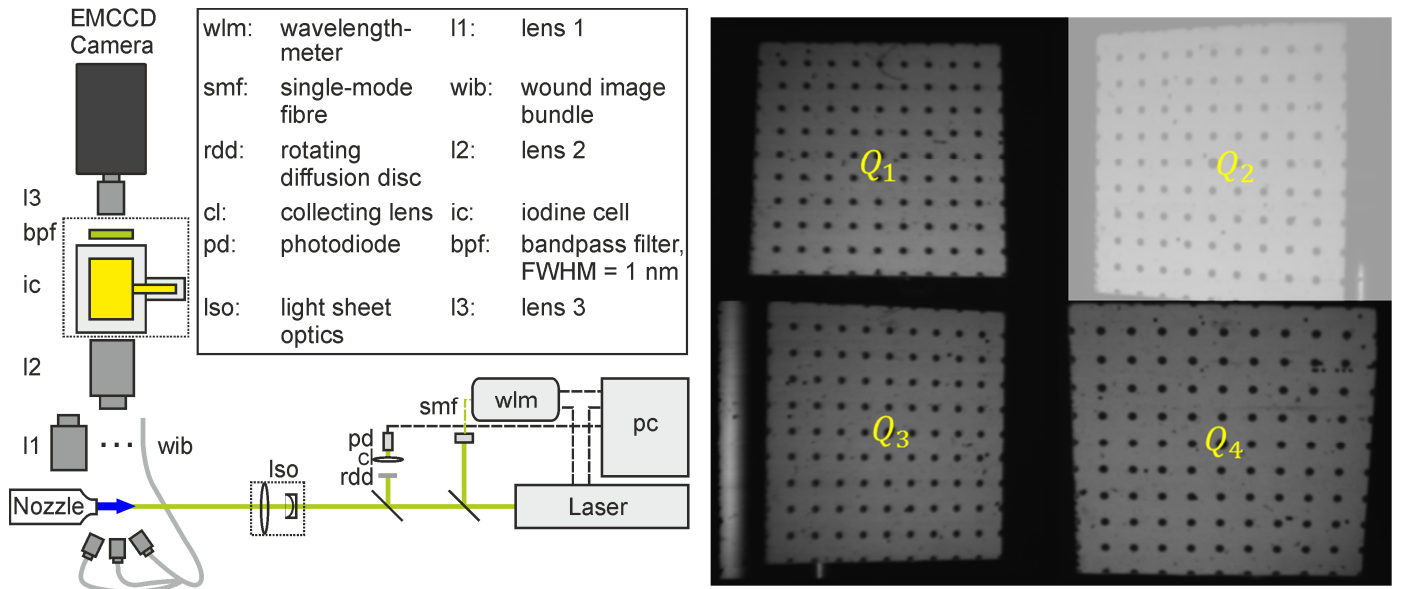 EMCCD
Camera
l3
bpf
ic
l2
l1
wib
Nozzle
wlm: wavelength-
meter
l1: lens 1
smf: single-mode
fibre
wib: wound image
bundle
rdd: rotating
diffusion disc
l2: lens 2
cl: collecting lens
ic: iodine cell
pd: photodiode
bpf: bandpass filter,
FWHM = 1 nm
lso: light sheet
optics
l3: lens 3
smf
wlm
pc
pd
cl
rdd
lso
Laser
Q1
Q2
Q3
Q4